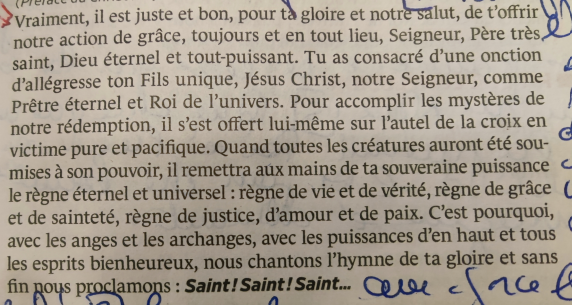 (Préface du
Vraiment, il est juste et bon, pour ta gloire et notre salut, de t'offrir
notre action de grâce, toujours et en tout lieu, Seigneur, Père très
saint, Dieu éternel et tout-puissant. Tu as consacré d'une onction
d'allégresse ton Fils unique, Jésus Christ, notre Seigneur, comme
Prêtre éternel et Roi de l'univers. Pour accomplir les mystères de
notre rédemption, il s'est offert lui-même sur l'autel de la croix en
victime pure et pacifique. Quand toutes les créatures auront été sou-
mises à son pouvoir, il remettra aux mains de ta souveraine puissance
le règne éternel et universel : règne de vie et de vérité, règne de grâce
et de sainteté, règne de justice, d'amour et de paix. C'est pourquoi,
avec les anges et les archanges, avec les puissances d'en haut et tous
les esprits bienheureux, nous chantons l'hymne de ta gloire et sans
fin nous proclamons : Saint ! Saint ! Saint...